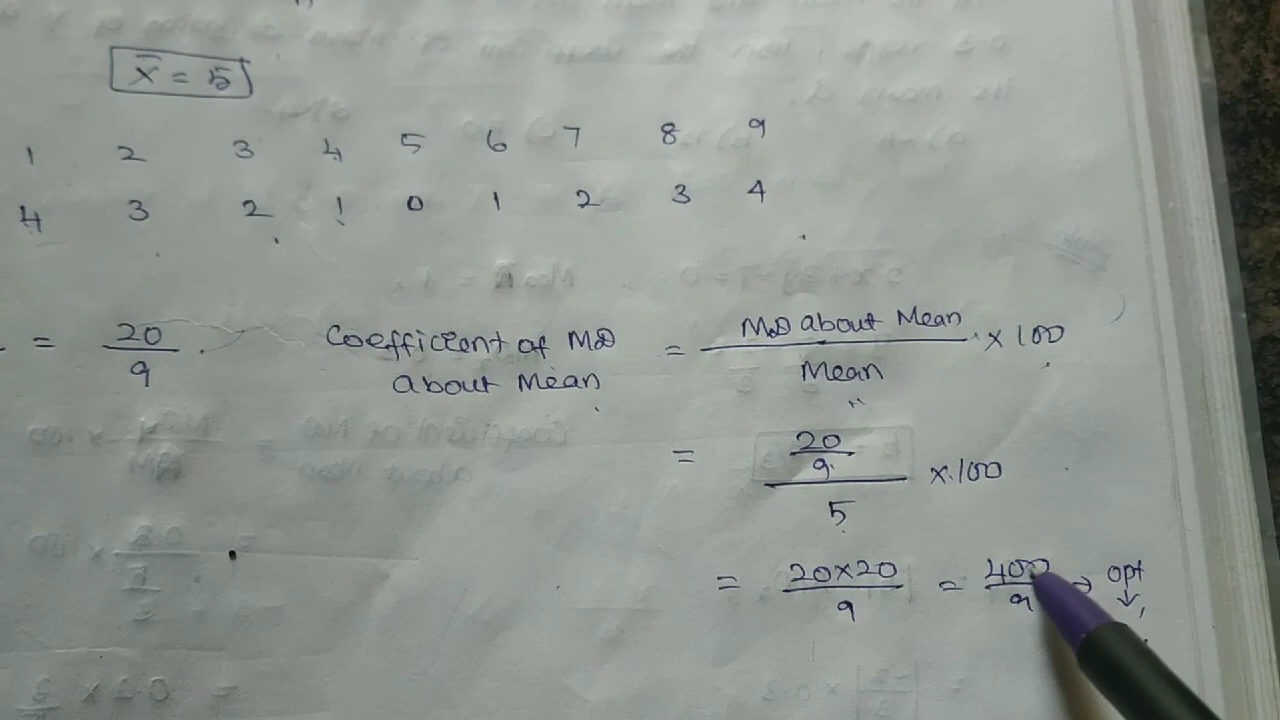 x̄ = 5
1 2 3 4 5 6 7 8 9
4 3 2 1 0 1 2 3 4
= 20/9. Coefficient of MD about Mean = MD about Mean / Mean × 100
= 20/9 / 5 × 100
= 20×20 / 9 = 400 / 9 → opt ↓